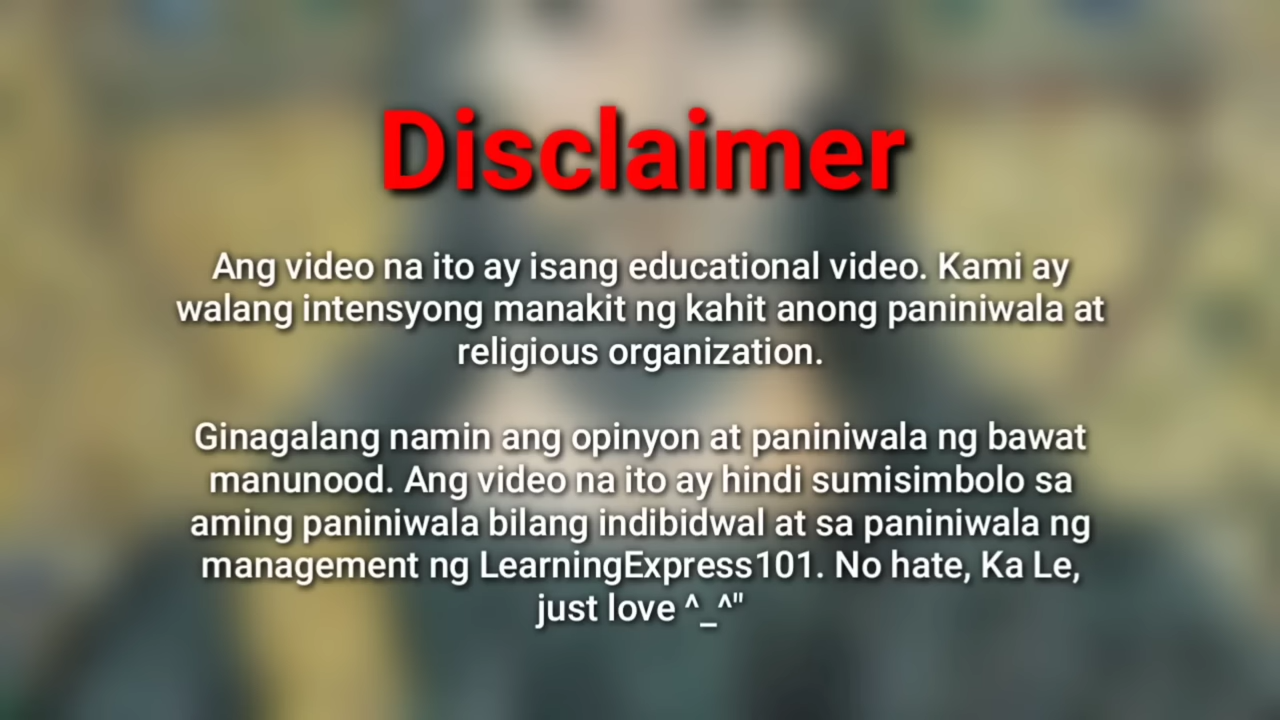 Disclaimer
Ang video na ito ay isang educational video. Kami ay
walang intensyong manakit ng kahit anong paniniwala at
religious organization.
Ginagalang namin ang opinyon at paniniwala ng bawat
manunood. Ang video na ito ay hindi sumisimbolo sa
aming paniniwala bilang indibidwal at sa paniniwala ng
management ng LearningExpress101. No hate, Ka Le,
just love ^_^"